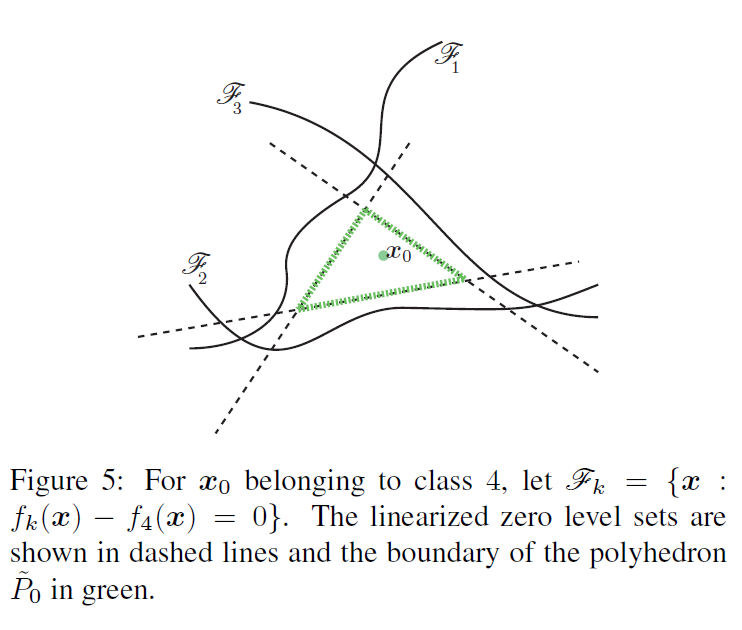 ℱ₁
ℱ₃
x₀
ℱ₂
Figure 5: For x₀ belonging to class 4, let ℱₖ = {x :
fₖ(x) − f₄(x) = 0}. The linearized zero level sets are
shown in dashed lines and the boundary of the polyhedron
P̃₀ in green.